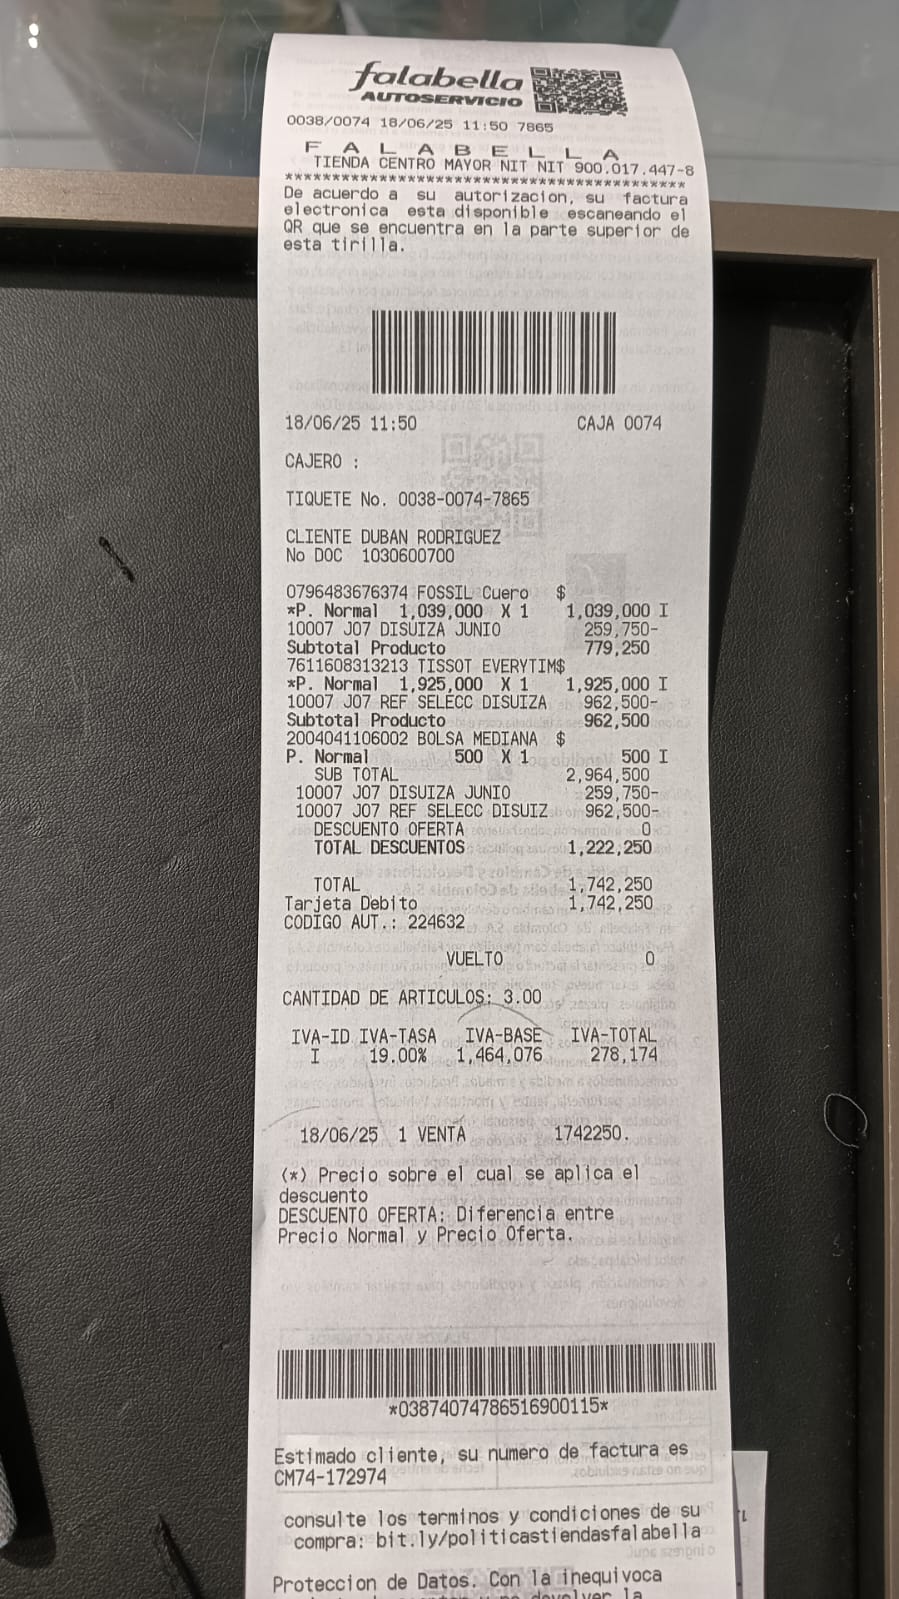 falabella
AUTOSERVICIO
0038/0074 18/06/25 11:50 7865
F A L A B E L L A
TIENDA CENTRO MAYOR NIT NIT 900.017.447-8
******************************************
De acuerdo a su autorizacion, su factura
electronica esta disponible escaneando el
QR que se encuentra en la parte superior de
esta tirilla.
18/06/25 11:50 CAJA 0074
CAJERO :
TIQUETE No. 0038-0074-7865
CLIENTE DUBAN RODRIGUEZ
No DOC 1030600700
0796483676374 FOSSIL Cuero $
*P. Normal 1,039,000 X 1 1,039,000 I
10007 J07 DISUIZA JUNIO 259,750-
Subtotal Producto 779,250
7611608313213 TISSOT EVERYTIM$
*P. Normal 1,925,000 X 1 1,925,000 I
10007 J07 REF SELECC DISUIZA 962,500-
Subtotal Producto 962,500
2004041106002 BOLSA MEDIANA $
P. Normal 500 X 1 500 I
SUB TOTAL 2,964,500
10007 J07 DISUIZA JUNIO 259,750-
10007 J07 REF SELECC DISUIZ 962,500-
DESCUENTO OFERTA 0
TOTAL DESCUENTOS 1,222,250
TOTAL 1,742,250
Tarjeta Debito 1,742,250
CODIGO AUT.: 224632
VUELTO 0
CANTIDAD DE ARTICULOS: 3.00
IVA-ID IVA-TASA IVA-BASE IVA-TOTAL
I 19.00% 1,464,076 278,174
18/06/25 1 VENTA 1742250.
(*) Precio sobre el cual se aplica el
descuento
DESCUENTO OFERTA: Diferencia entre
Precio Normal y Precio Oferta.
*03874074786516900115*
Estimado cliente, su numero de factura es
CM74-172974
consulte los terminos y condiciones de su
compra: bit.ly/politicastiendasfalabella
Proteccion de Datos. Con la inequivoca